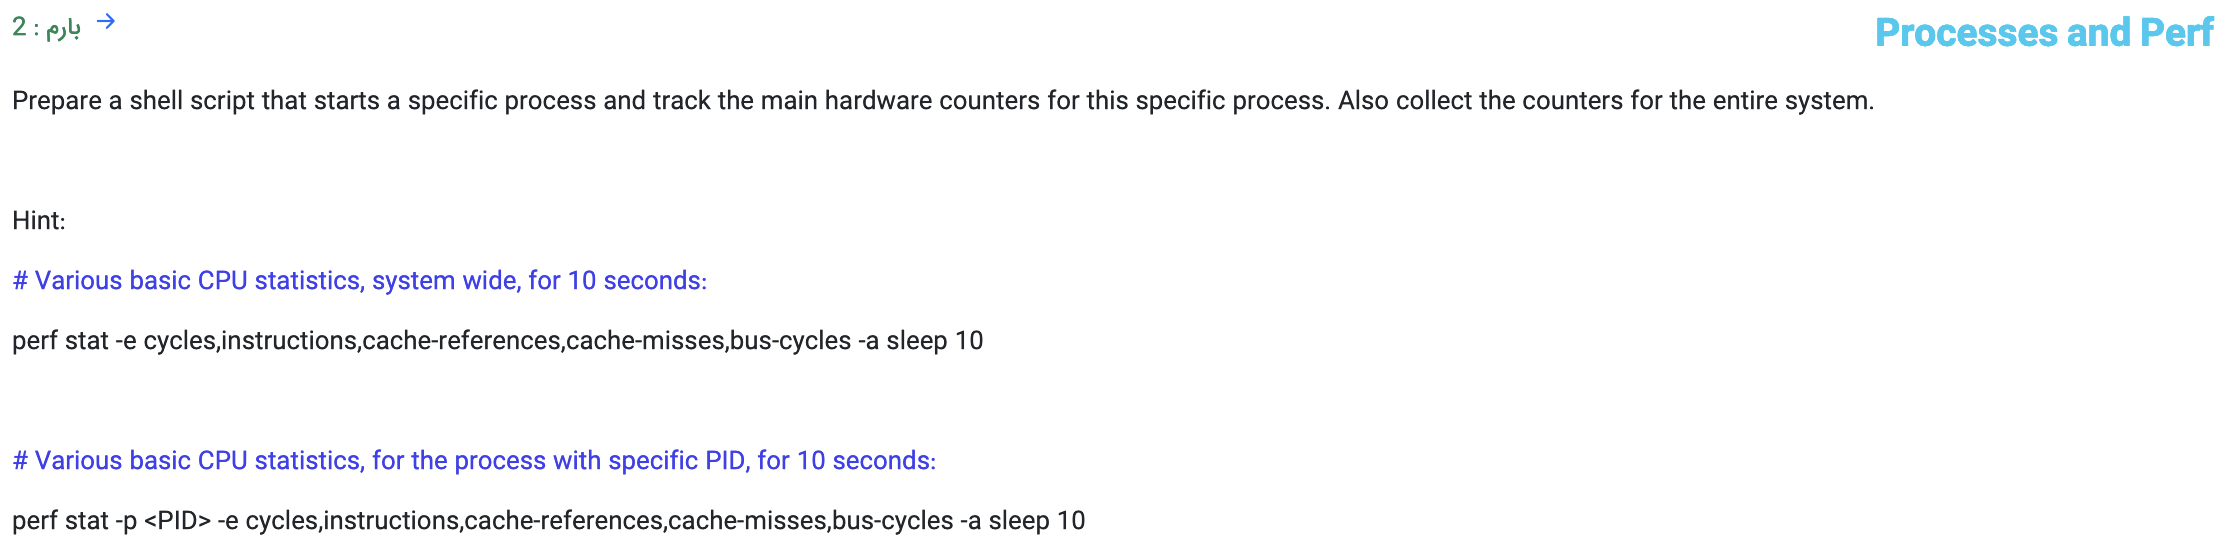 Processes and Perf
بارم : 2 →
Prepare a shell script that starts a specific process and track the main hardware counters for this specific process. Also collect the counters for the entire system.
Hint:
# Various basic CPU statistics, system wide, for 10 seconds:
perf stat -e cycles,instructions,cache-references,cache-misses,bus-cycles -a sleep 10
# Various basic CPU statistics, for the process with specific PID, for 10 seconds:
perf stat -p <PID> -e cycles,instructions,cache-references,cache-misses,bus-cycles -a sleep 10